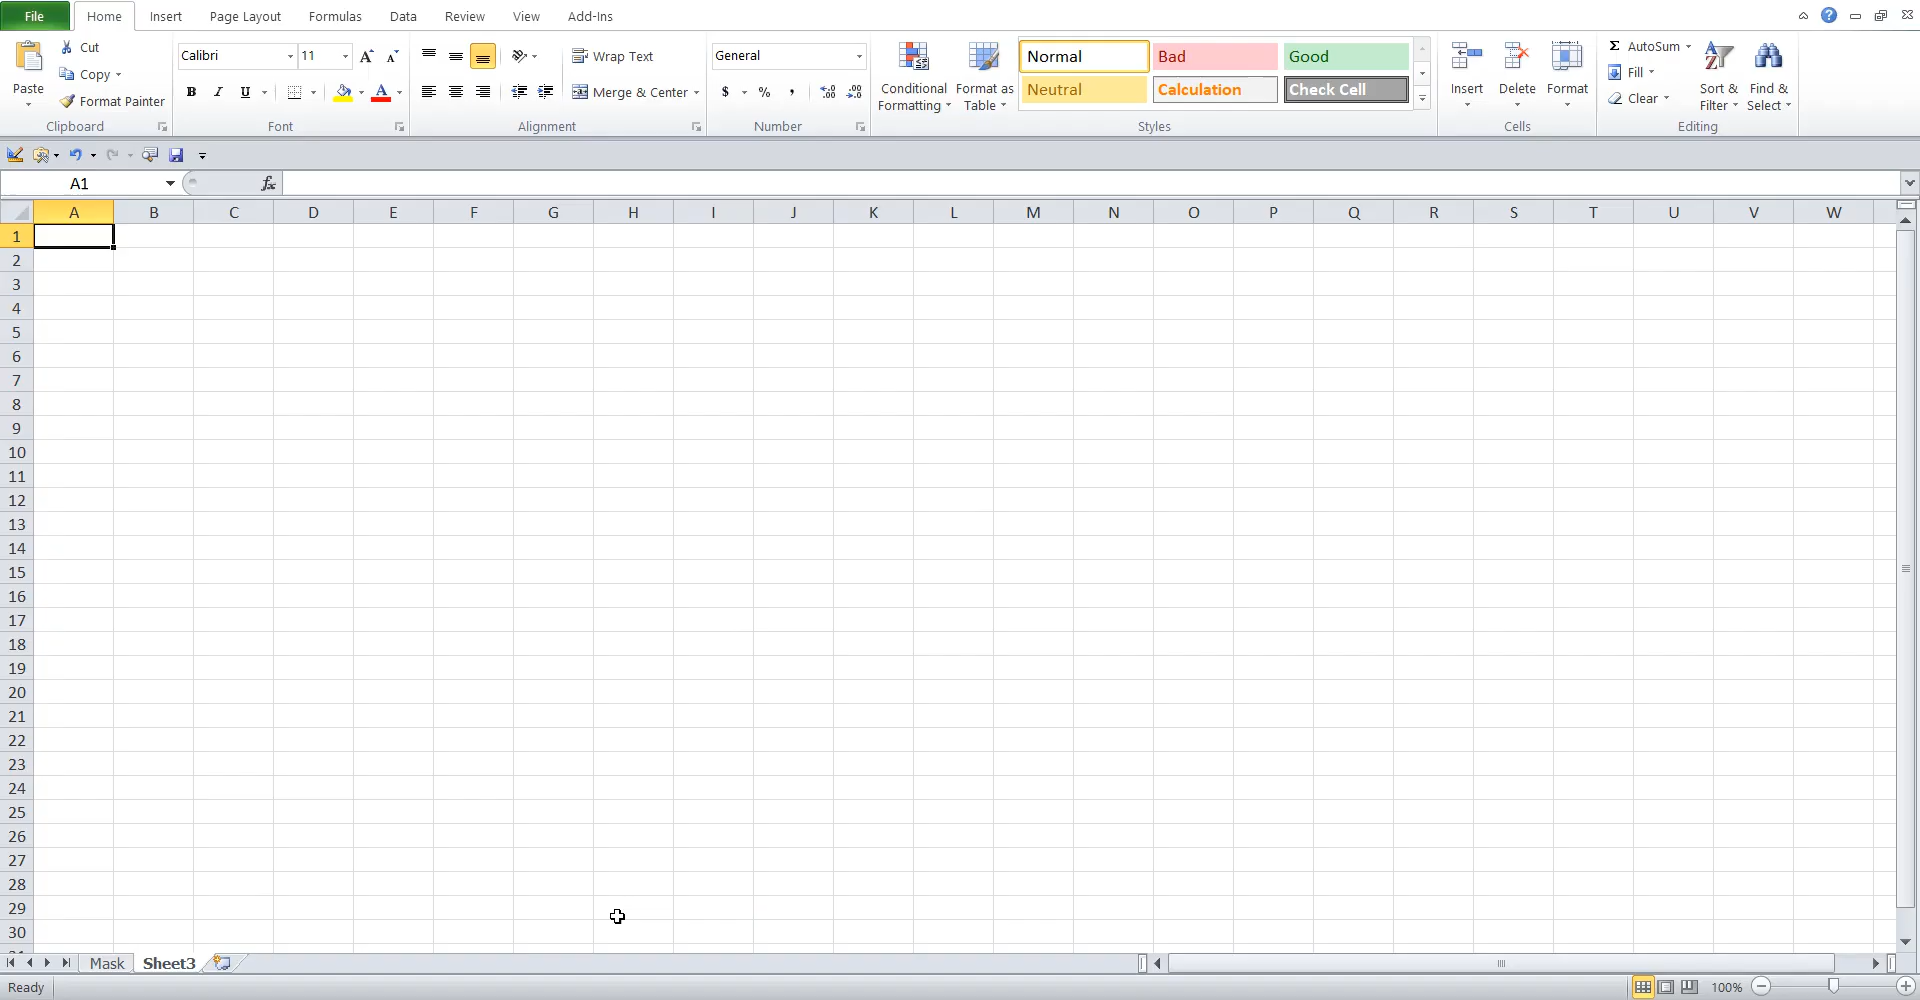 File Home Insert Page Layout Formulas Data Review View Add-Ins
Paste
Cut
Copy
Format Painter
Clipboard
Calibri 11
B I U A
Font
Wrap Text
Merge & Center
Alignment
General
$ % ,
Number
Conditional Formatting
Format as Table
Normal Bad Good
Neutral Calculation Check Cell
Styles
Insert Delete Format
Cells
Σ AutoSum
Fill
Clear
Sort & Filter
Find & Select
Editing
A1 fx
A B C D E F G H I J K L M N O P Q R S T U V W
1
2
3
4
5
6
7
8
9
10
11
12
13
14
15
16
17
18
19
20
21
22
23
24
25
26
27
28
29
30
Mask Sheet3
Ready 100%